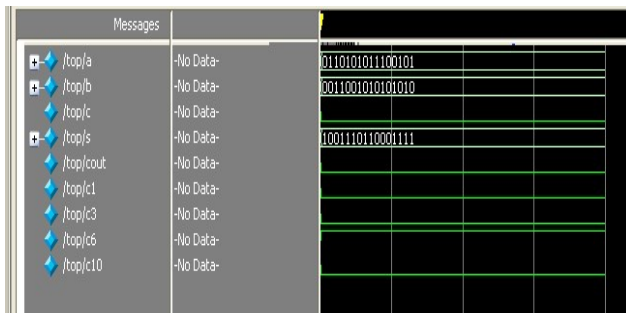 Messages
/top/a -No Data- 0110101011100101
/top/b -No Data- 0011001010101010
/top/c -No Data-
/top/s -No Data- 1001110110001111
/top/cout -No Data-
/top/c1 -No Data-
/top/c3 -No Data-
/top/c6 -No Data-
/top/c10 -No Data-